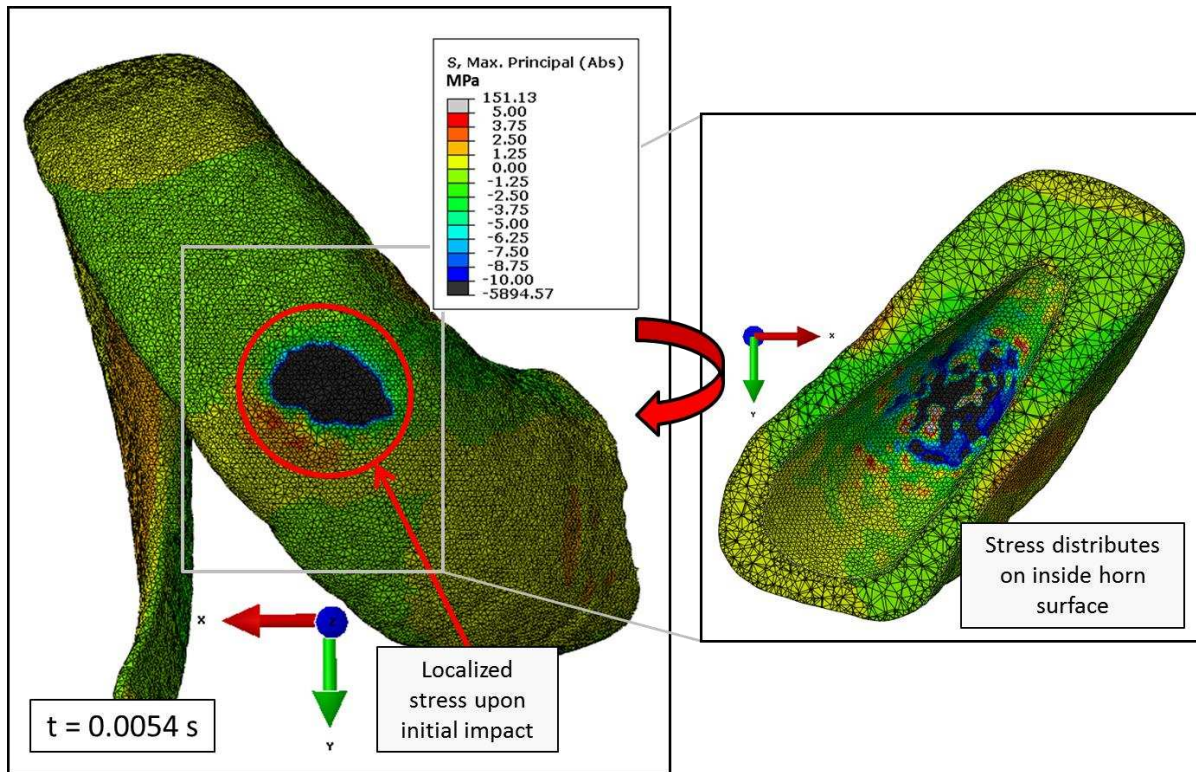 S, Max. Principal (Abs)
MPa
151.13
5.00
3.75
2.50
1.25
0.00
-1.25
-2.50
-3.75
-5.00
-6.25
-7.50
-8.75
-10.00
-5894.57
X
Z
Y
t = 0.0054 s
Localized
stress upon
initial impact
X
Y
Stress distributes
on inside horn
surface